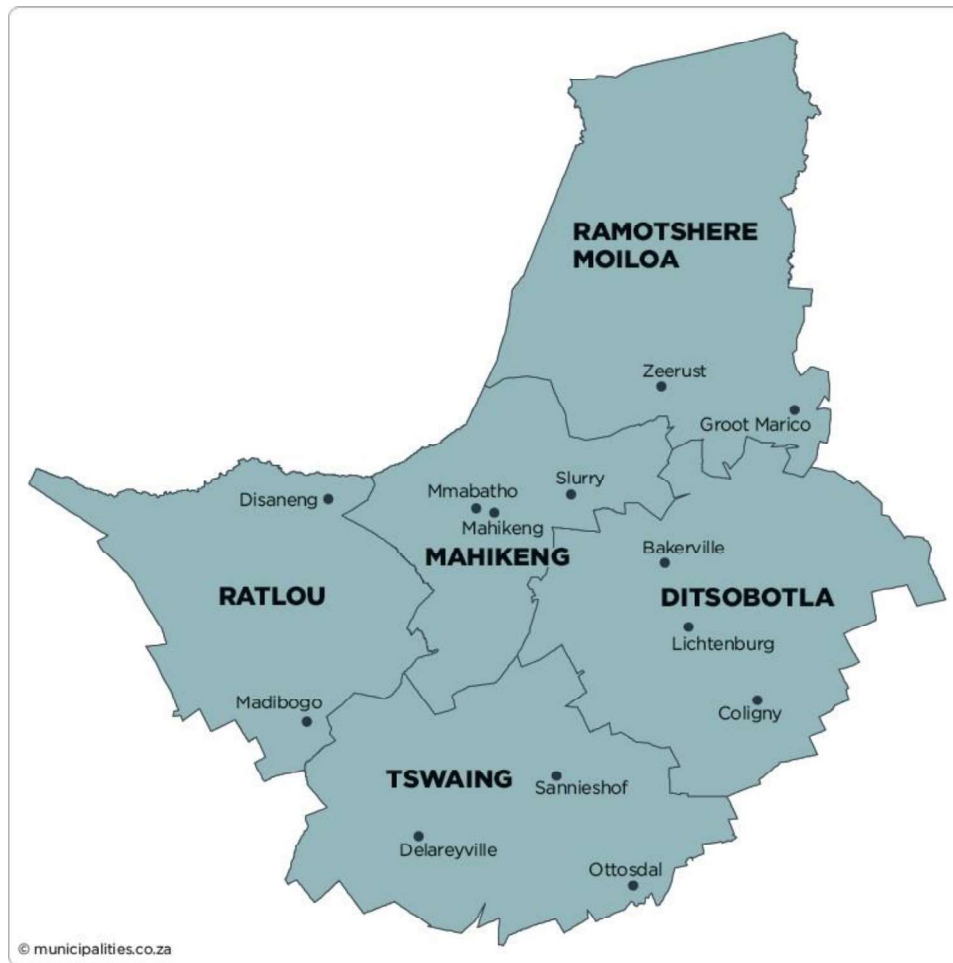 RAMOTSHERE
MOILOA
Zeerust
Groot Marico
Disaneng
Mmabatho
Slurry
Mahikeng
MAHIKENG
Bakerville
RATLOU
DITSOBOTLA
Lichtenburg
Madibogo
Coligny
TSWAING
Sannieshof
Delareyville
Ottosdal
© municipalities.co.za